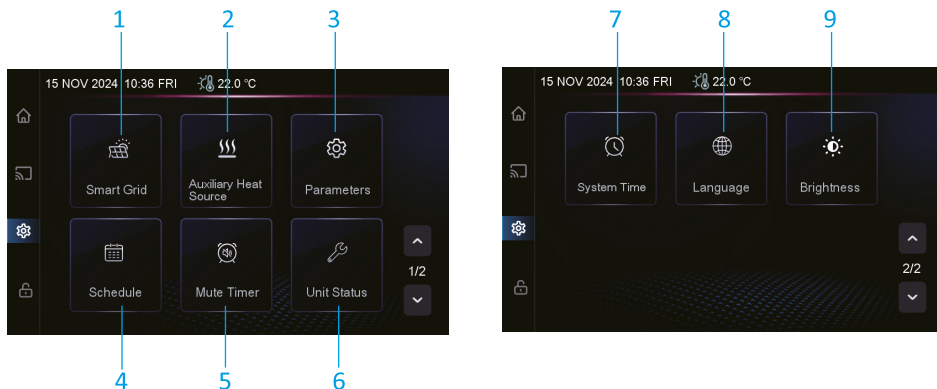 1 2 3
15 NOV 2024 10:36 FRI 22.0 °C
Smart Grid
Auxiliary Heat
Source
Parameters
Schedule
Mute Timer
Unit Status
1/2
4 5 6
7 8 9
15 NOV 2024 10:36 FRI 22.0 °C
System Time
Language
Brightness
2/2